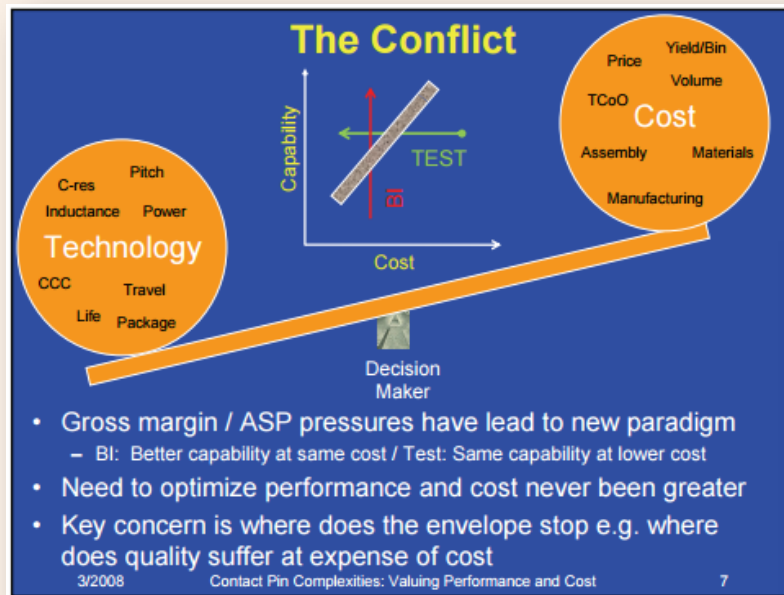 The Conflict
Capability
TEST
BI
Cost
C-res
Pitch
Inductance
Power
Technology
CCC
Travel
Life
Package
Price
Yield/Bin
Volume
TCoO
Cost
Assembly
Materials
Manufacturing
Decision
Maker
• Gross margin / ASP pressures have lead to new paradigm
– BI: Better capability at same cost / Test: Same capability at lower cost
• Need to optimize performance and cost never been greater
• Key concern is where does the envelope stop e.g. where
does quality suffer at expense of cost
3/2008 Contact Pin Complexities: Valuing Performance and Cost 7